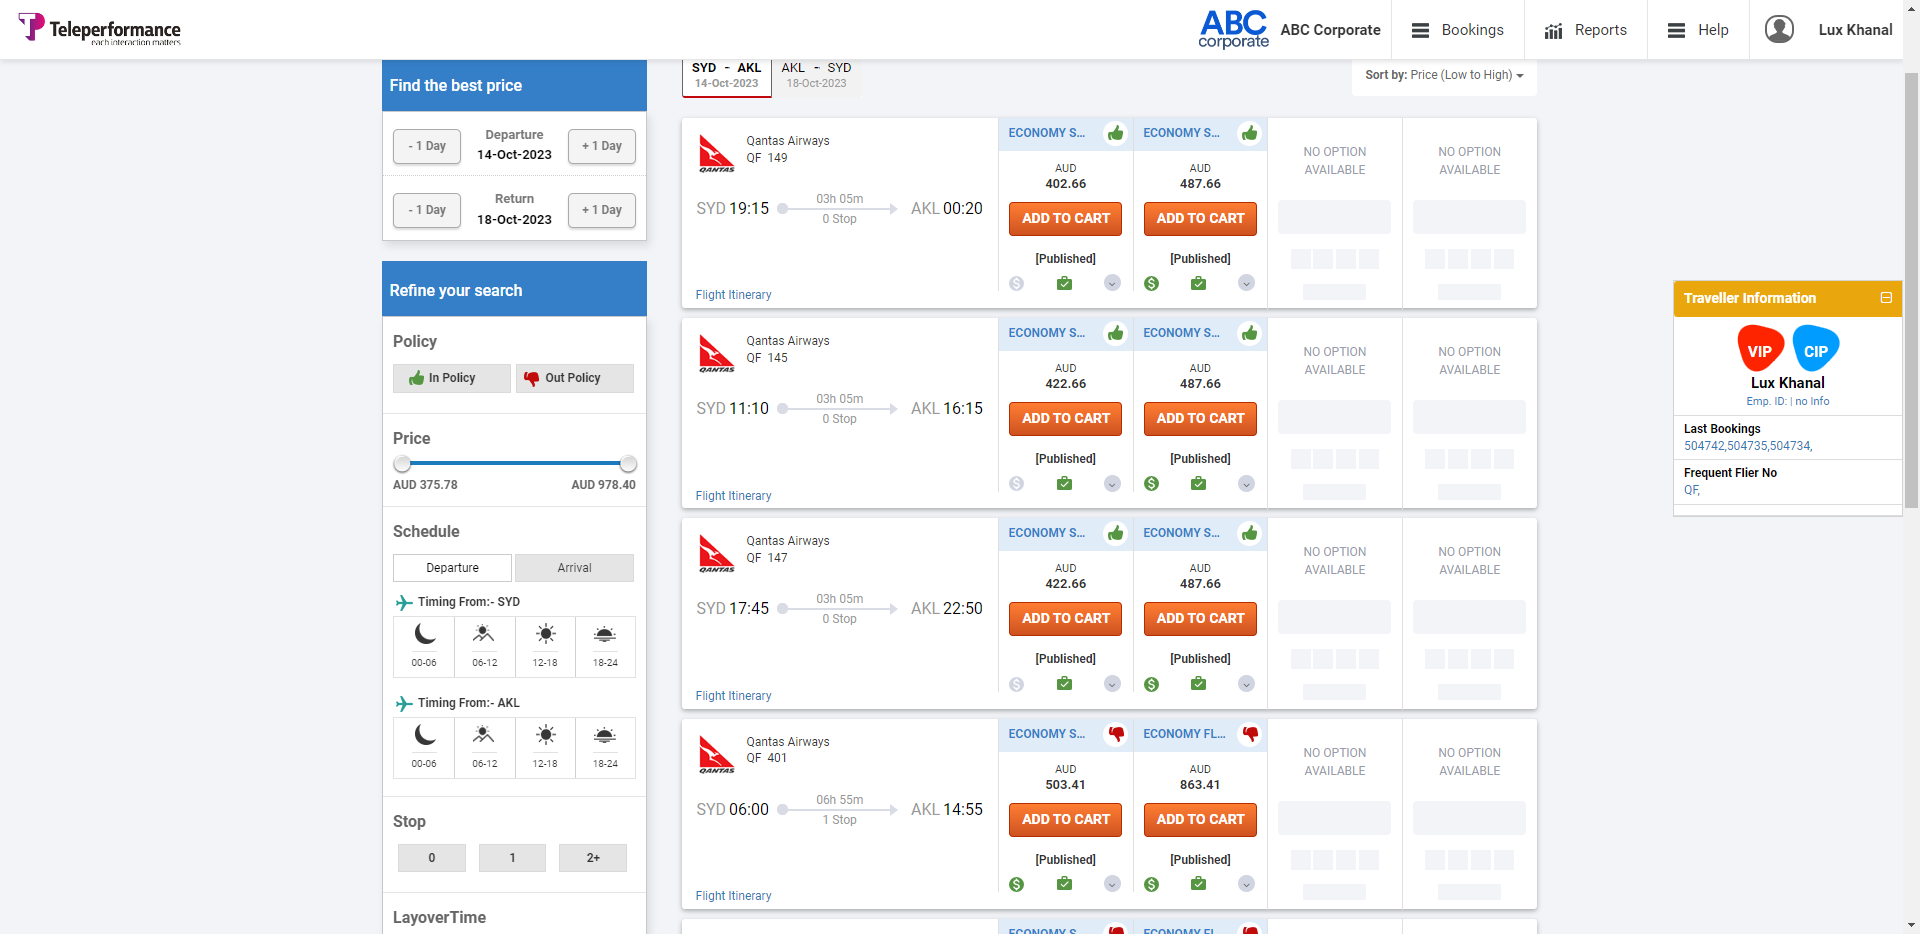 Teleperformance
each interaction matters
ABC
corporate
ABC Corporate
Bookings
Reports
Help
Lux Khanal
Find the best price
- 1 Day
Departure
14-Oct-2023
+ 1 Day
- 1 Day
Return
18-Oct-2023
+ 1 Day
Refine your search
Policy
In Policy
Out Policy
Price
AUD 375.78
AUD 978.40
Schedule
Departure
Arrival
Timing From:- SYD
00-06
06-12
12-18
18-24
Timing From:- AKL
00-06
06-12
12-18
18-24
Stop
0
1
2+
LayoverTime
SYD - AKL
14-Oct-2023
AKL - SYD
18-Oct-2023
Sort by: Price (Low to High)
QANTAS
Qantas Airways
QF 149
SYD 19:15
03h 05m
0 Stop
AKL 00:20
Flight Itinerary
ECONOMY S...
AUD
402.66
ADD TO CART
[Published]
ECONOMY S...
AUD
487.66
ADD TO CART
[Published]
NO OPTION
AVAILABLE
NO OPTION
AVAILABLE
QANTAS
Qantas Airways
QF 145
SYD 11:10
03h 05m
0 Stop
AKL 16:15
Flight Itinerary
ECONOMY S...
AUD
422.66
ADD TO CART
[Published]
ECONOMY S...
AUD
487.66
ADD TO CART
[Published]
NO OPTION
AVAILABLE
NO OPTION
AVAILABLE
QANTAS
Qantas Airways
QF 147
SYD 17:45
03h 05m
0 Stop
AKL 22:50
Flight Itinerary
ECONOMY S...
AUD
422.66
ADD TO CART
[Published]
ECONOMY S...
AUD
487.66
ADD TO CART
[Published]
NO OPTION
AVAILABLE
NO OPTION
AVAILABLE
QANTAS
Qantas Airways
QF 401
SYD 06:00
06h 55m
1 Stop
AKL 14:55
Flight Itinerary
ECONOMY S...
AUD
503.41
ADD TO CART
[Published]
ECONOMY FL...
AUD
863.41
ADD TO CART
[Published]
NO OPTION
AVAILABLE
NO OPTION
AVAILABLE
ECONOMY S...
ECONOMY FL...
Traveller Information
VIP
CIP
Lux Khanal
Emp. ID: | no Info
Last Bookings
504742,504735,504734,
Frequent Flier No
QF,